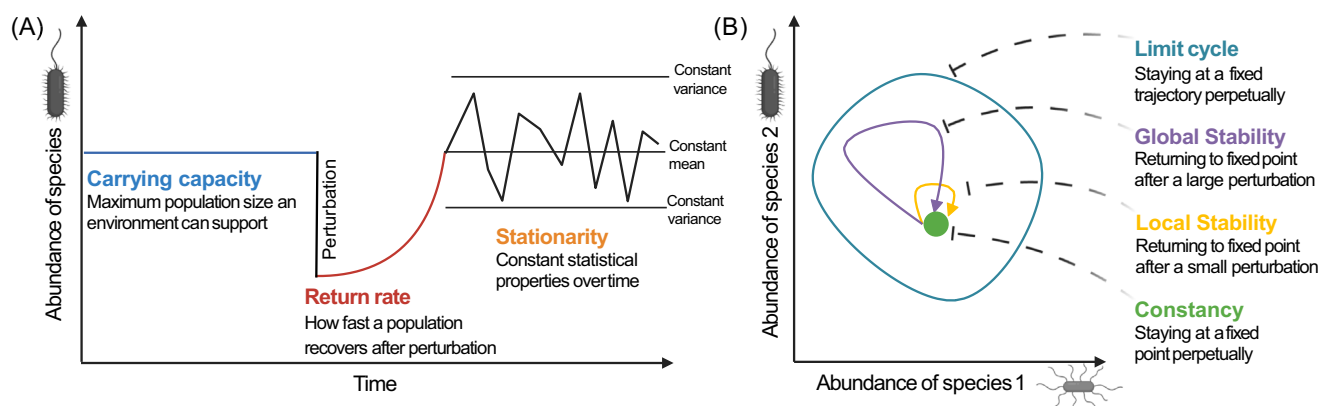 (A)
Abundance of species
Carrying capacity
Maximum population size an
environment can support
Perturbation
Return rate
How fast a population
recovers after perturbation
Constant
variance
Constant
mean
Constant
variance
Stationarity
Constant statistical
properties over time
Time
(B)
Abundance of species 2
Abundance of species 1
Limit cycle
Staying at a fixed
trajectory perpetually
Global Stability
Returning to fixed point
after a large perturbation
Local Stability
Returning to fixed point
after a small perturbation
Constancy
Staying at a fixed
point perpetually